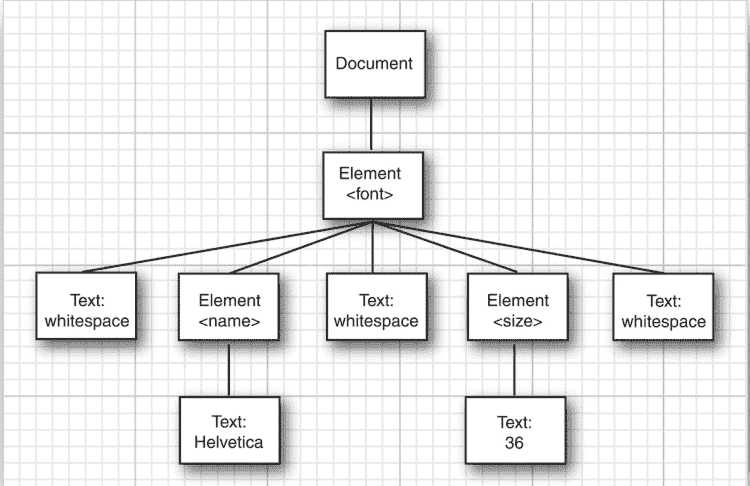 Document
Element
<font>
Text:
whitespace
Element
<name>
Text:
whitespace
Element
<size>
Text:
whitespace
Text:
Helvetica
Text:
36